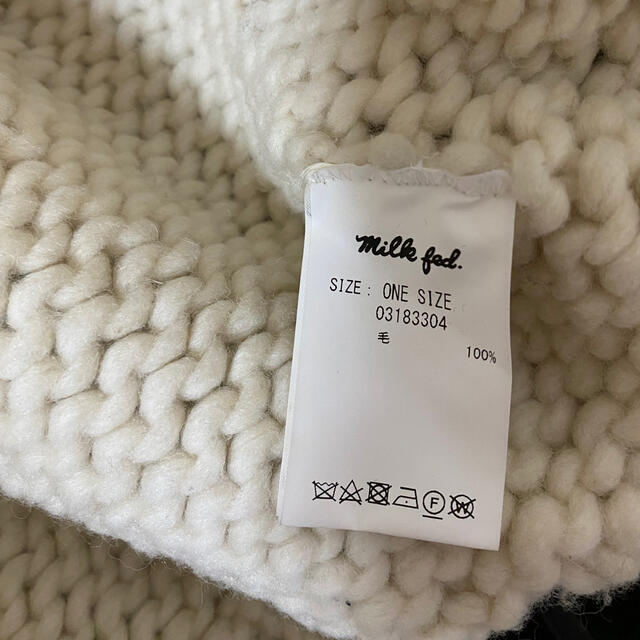 milk fed.
SIZE: ONE SIZE
03183304
毛 100%
F